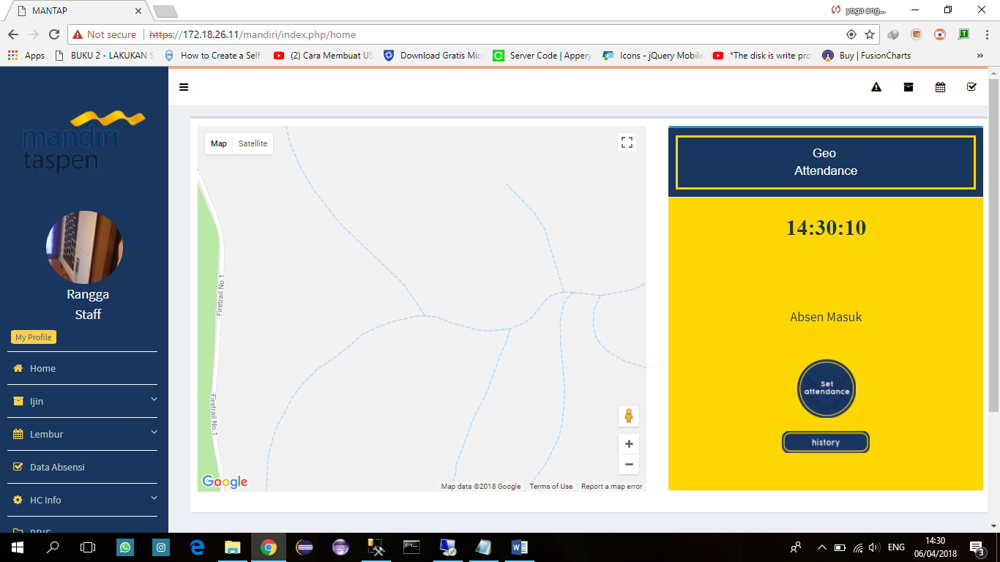 MANTAP
yoga ang...
Not secure https://172.18.26.11/mandiri/index.php/home
Apps BUKU 2 - LAKUKAN S How to Create a Self (2) Cara Membuat US Download Gratis Mic Server Code | Appery Icons - jQuery Mobile *The disk is write pro Buy | FusionCharts »
mandiri
taspen
Rangga
Staff
My Profile
Home
Ijin
Lembur
Data Absensi
HC Info
BRIS
Map Satellite
Firetrail No 1
Firetrail No 1
Google
Map data ©2018 Google Terms of Use Report a map error
Geo
Attendance
14:30:10
Absen Masuk
Set
attendance
history
ENG
14:30
06/04/2018
3